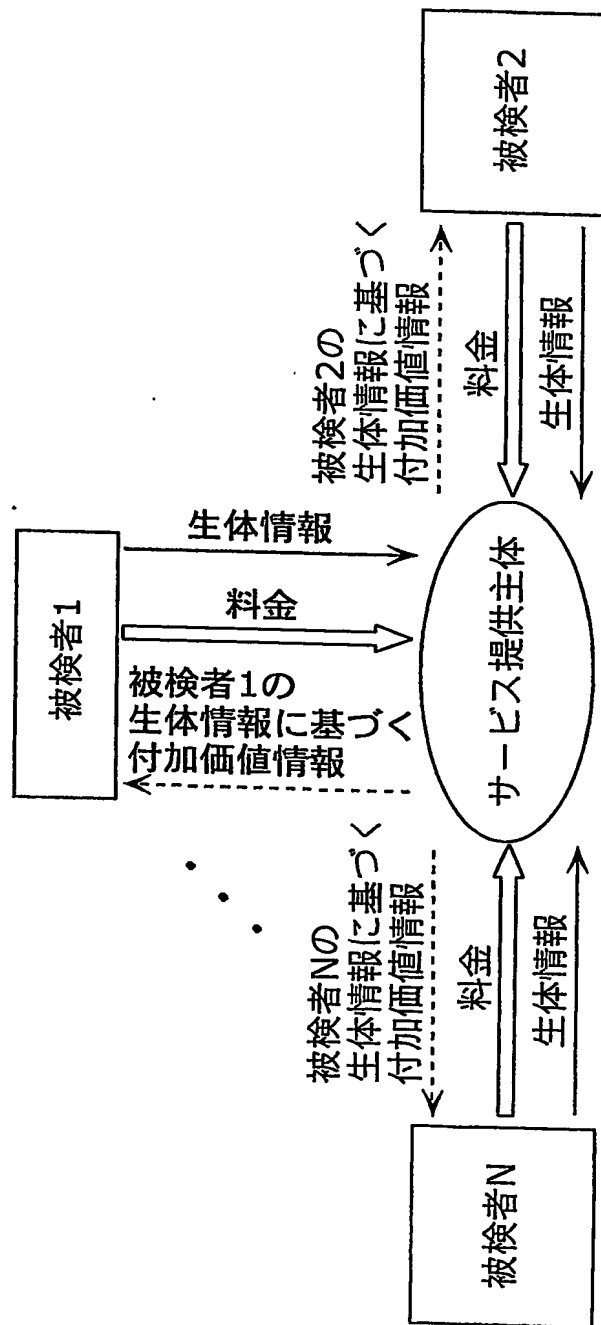 被検者1
生体情報
料金
被検者1の
生体情報に基づく
付加価値情報
被検者Nの
生体情報に基づく
付加価値情報
料金
生体情報
被検者N
サービス提供主体
被検者2の
生体情報に基づく
付加価値情報
料金
生体情報
被検者2